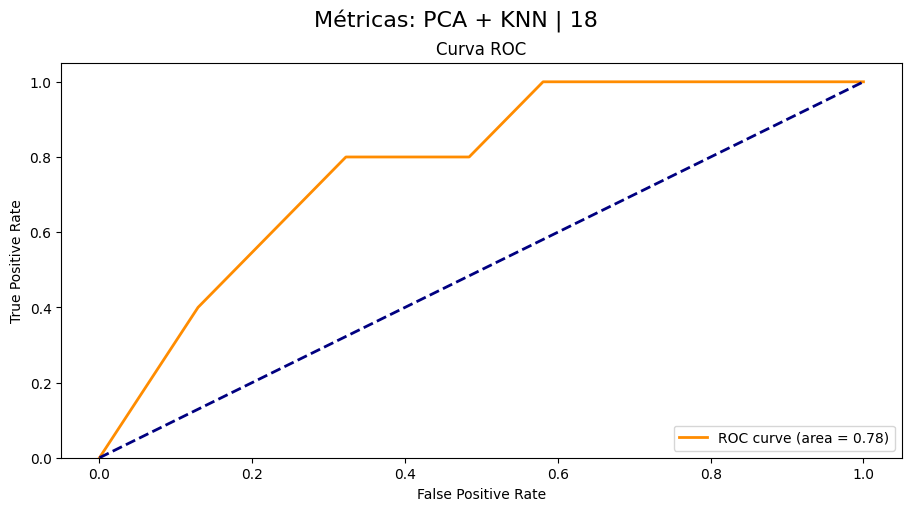 Métricas: PCA + KNN | 18
Curva ROC
True Positive Rate
1.0
0.8
0.6
0.4
0.2
0.0
0.0 0.2 0.4 0.6 0.8 1.0
False Positive Rate
ROC curve (area = 0.78)